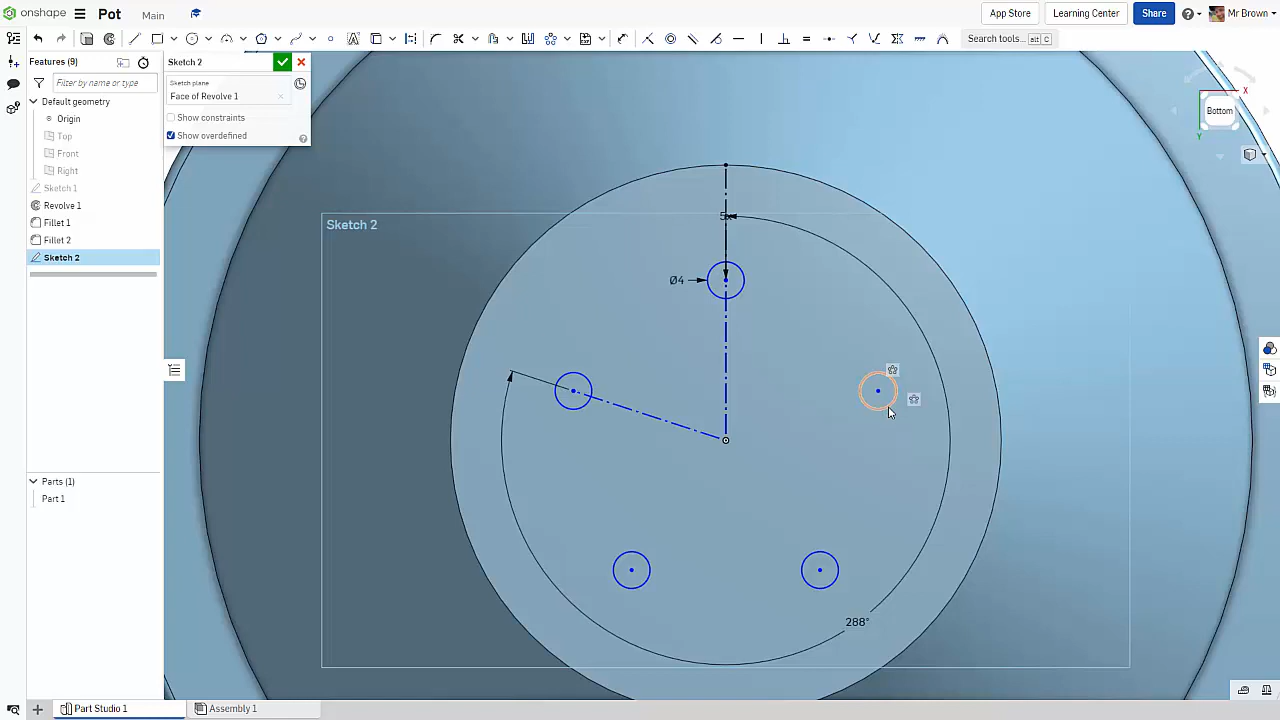 onshape
Pot
Main
App Store
Learning Center
Share
Mr Brown
Search tools...
alt
C
Features (9)
Filter by name or type
Default geometry
Origin
Top
Front
Right
Sketch 1
Revolve 1
Fillet 1
Fillet 2
Sketch 2
Parts (1)
Part 1
Sketch 2
Sketch plane
Face of Revolve 1
Show constraints
Show overdefined
Sketch 2
5x
Ø4
288°
X
Bottom
Y
Part Studio 1
Assembly 1